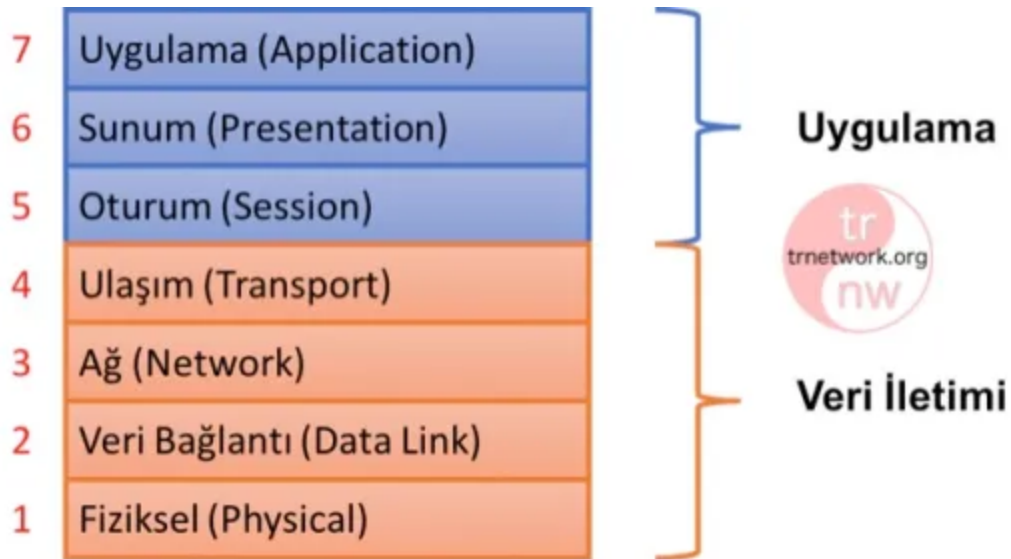 7 Uygulama (Application)
6 Sunum (Presentation)
5 Oturum (Session)
4 Ulaşım (Transport)
3 Ağ (Network)
2 Veri Bağlantı (Data Link)
1 Fiziksel (Physical)
Uygulama
tr
trnetwork.org
nw
Veri İletimi